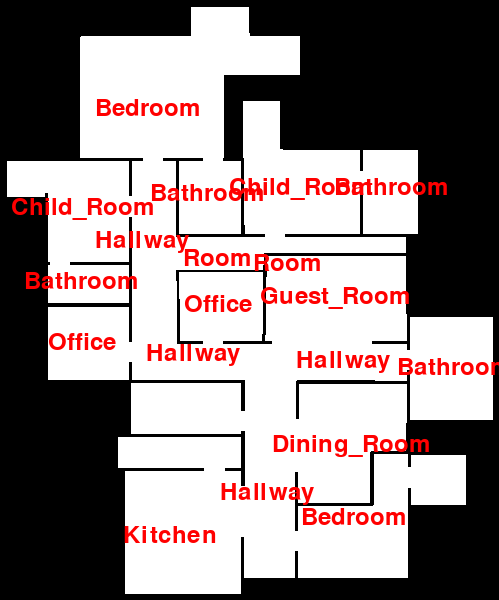 Bedroom
Bathroom
Child_Room
Bathroom
Child_Room
Hallway
Room
Room
Bathroom
Guest_Room
Office
Office
Hallway
Hallway
Bathroom
Dining_Room
Hallway
Bedroom
Kitchen